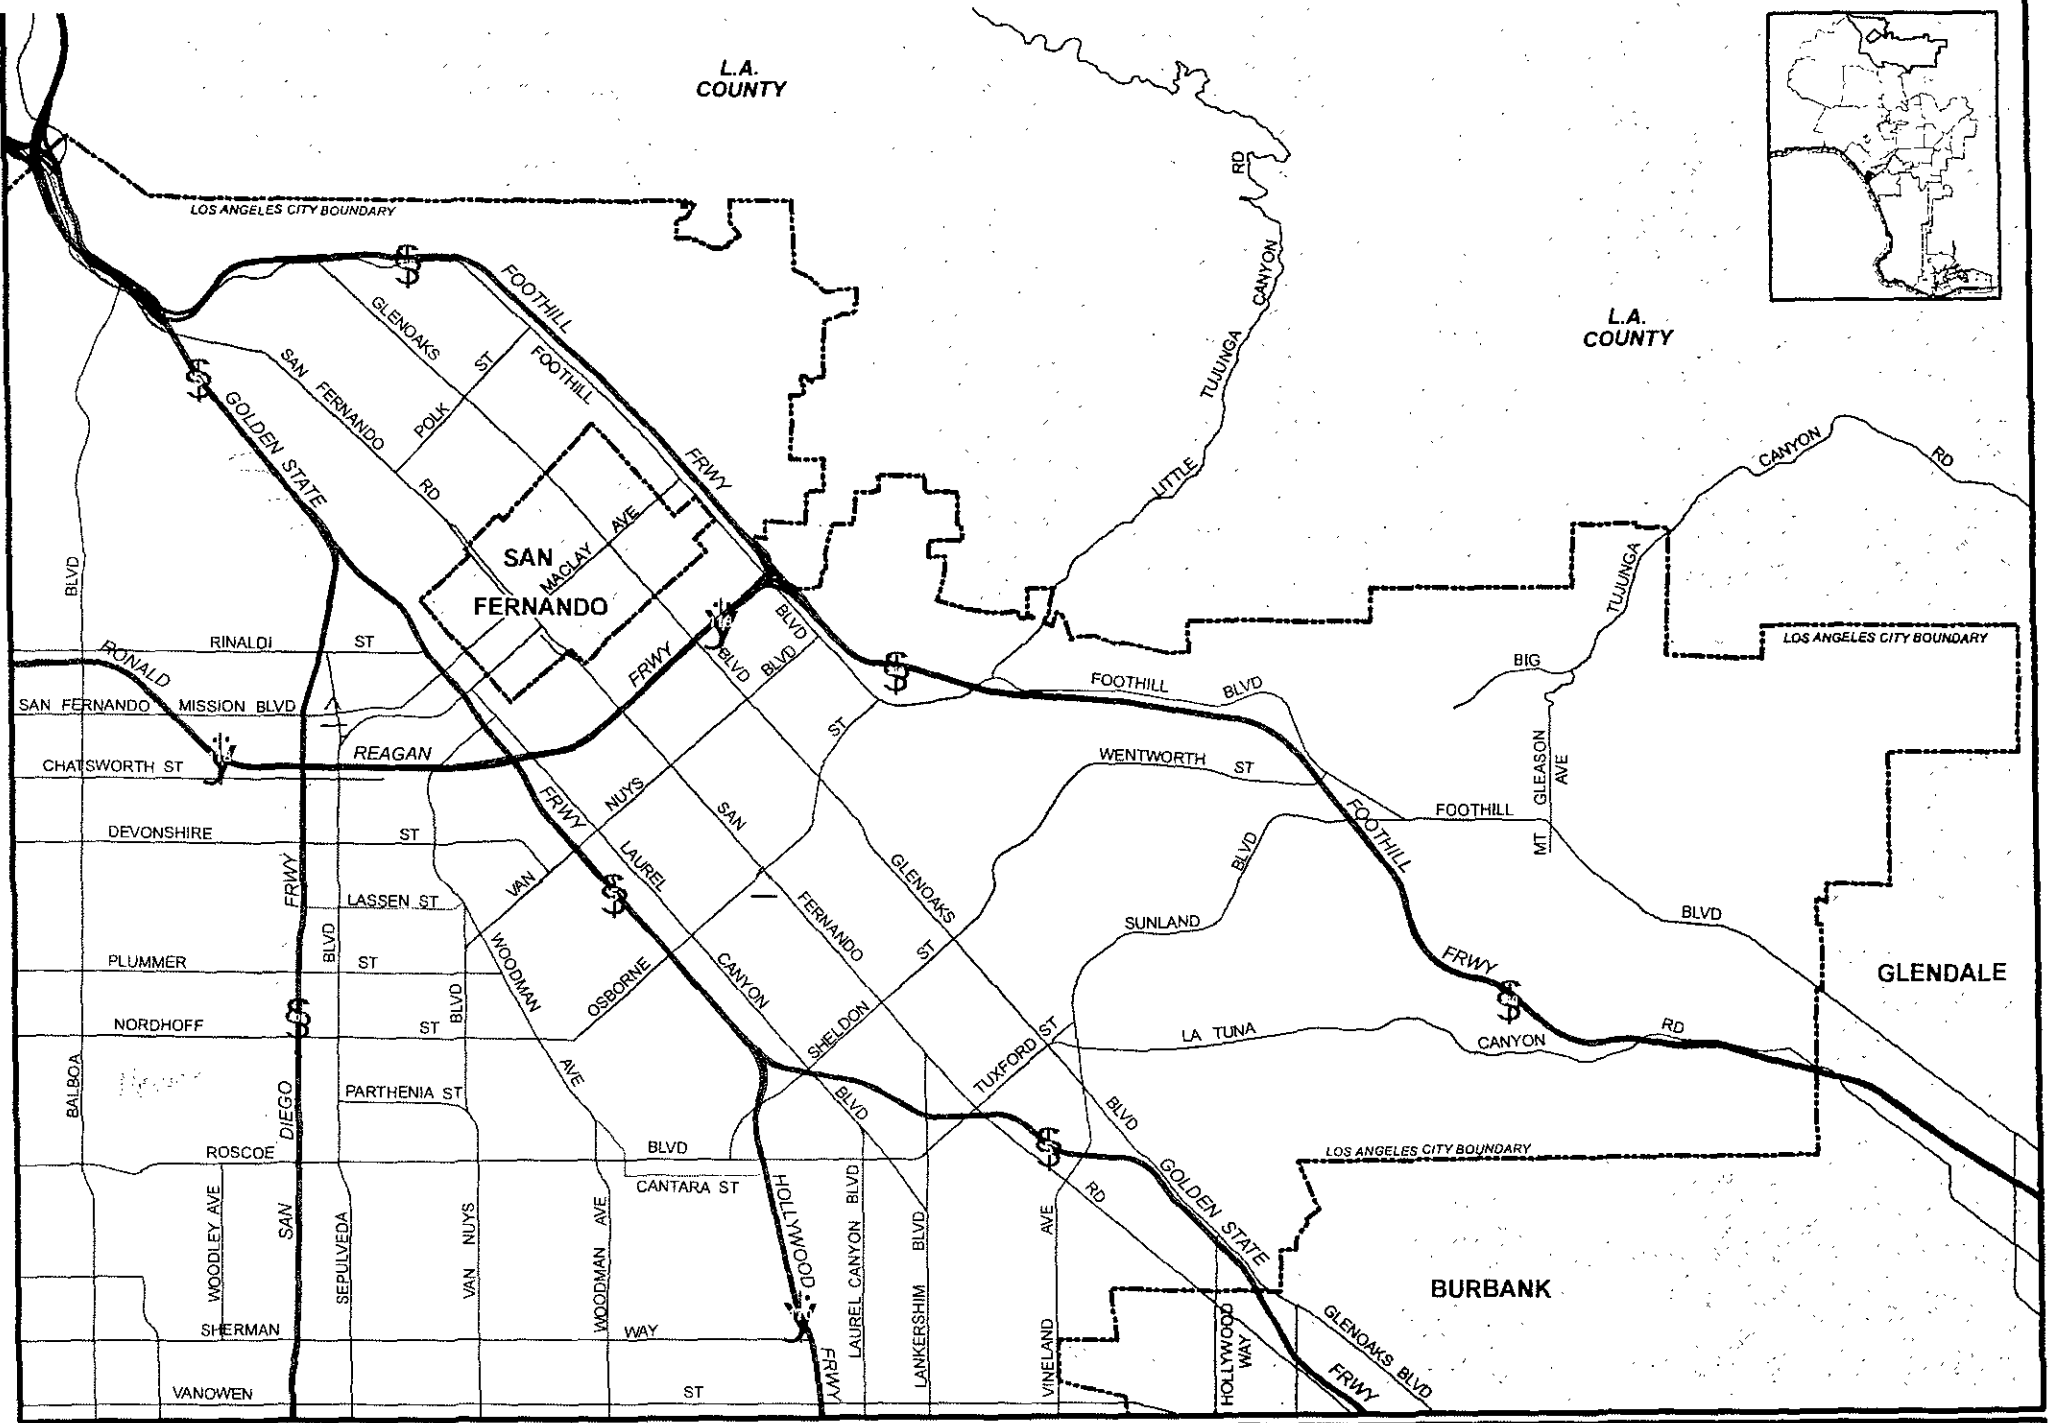 L.A.
COUNTY
LOS ANGELES CITY BOUNDARY
RD
CANYON
TUJUNGA
LITTLE
L.A.
COUNTY
FOOTHILL
FRWY
GLENOAKS
BLVD
POLK
ST
FOOTHILL
BLVD
SAN
FERNANDO
RD
GOLDEN STATE
FRWY
MACLAY
AVE
SAN
FERNANDO
CANYON
RD
TUJUNGA
BIG
LOS ANGELES CITY BOUNDARY
BLVD
RINALDI
ST
RONALD
REAGAN
FRWY
118
SAN FERNANDO
MISSION BLVD
CHATSWORTH ST
DEVONSHIRE
ST
LASSEN ST
PLUMMER
ST
NORDHOFF
ST
PARTHENIA ST
ROSCOE
BLVD
CANTARA ST
SHERMAN
WAY
VANOWEN
ST
BALBOA
WOODLEY AVE
SAN
DIEGO
FRWY
SEPULVEDA
BLVD
VAN
NUYS
BLVD
VAN
NUYS
BLVD
WOODMAN
AVE
WOODMAN
AVE
OSBORNE
ST
LAUREL
CANYON
BLVD
SAN
FERNANDO
RD
GLENOAKS
BLVD
SHELDON
ST
TUXFORD ST
WENTWORTH
ST
FOOTHILL
BLVD
FOOTHILL
FRWY
FOOTHILL
BLVD
MT
GLEASON
AVE
SUNLAND
BLVD
LA TUNA
CANYON
RD
GLENDALE
LOS ANGELES CITY BOUNDARY
GOLDEN STATE
FRWY
BURBANK
GLENOAKS BLVD
HOLLYWOOD
FRWY
LAUREL CANYON BLVD
LANKERSHIM
BLVD
VINELAND
AVE
HOLLYWOOD
WAY